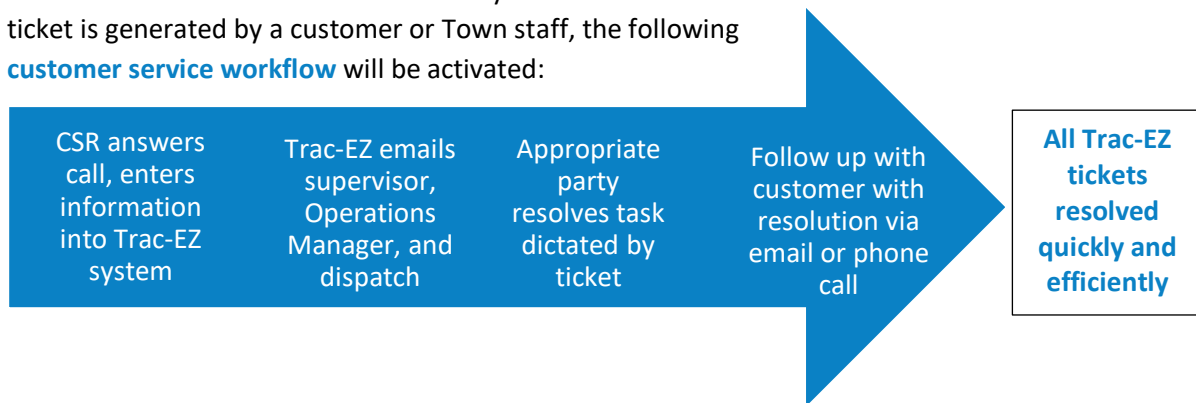 ticket is generated by a customer or Town staff, the following
customer service workflow will be activated:
CSR answers
call, enters
information
into Trac-EZ
system
Trac-EZ emails
supervisor,
Operations
Manager, and
dispatch
Appropriate
party
resolves task
dictated by
ticket
Follow up with
customer with
resolution via
email or phone
call
All Trac-EZ
tickets
resolved
quickly and
efficiently